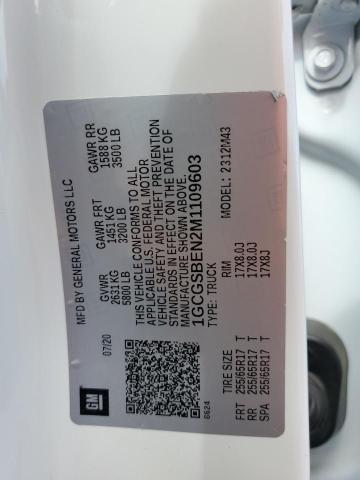 GM
MFD BY GENERAL MOTORS LLC
07/20
GVWR
2631 KG
5800 LB
GAWR FRT
1451 KG
3200 LB
GAWR RR
1588 KG
3500 LB
THIS VEHICLE CONFORMS TO ALL
APPLICABLE U.S. FEDERAL MOTOR
VEHICLE SAFETY AND THEFT PREVENTION
STANDARDS IN EFFECT ON THE DATE OF
MANUFACTURE SHOWN ABOVE.
1GCGSBEN2M1109603
TYPE: TRUCK
MODEL: 2312M43
8624
TIRE SIZE RIM
FRT 255/65R17 T 17X8.0J
RR 255/65R17 T 17X8.0J
SPA 255/65R17 T 17X8J